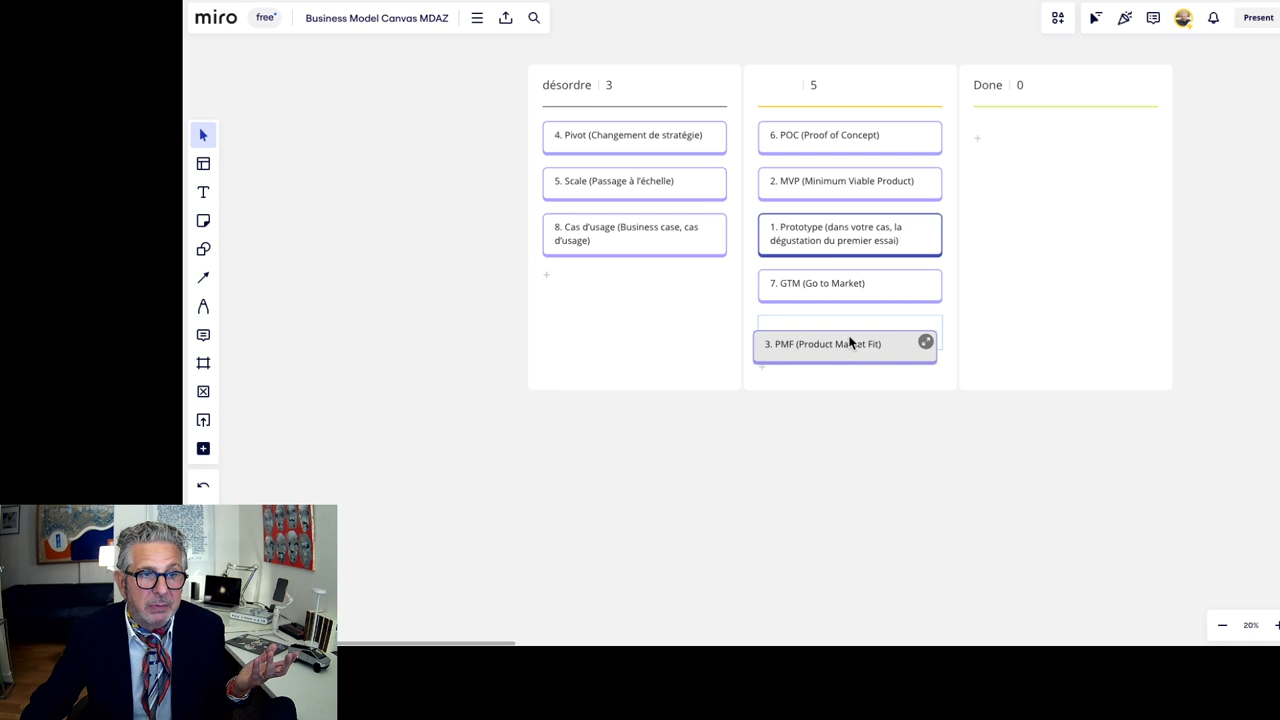 miro
free
Business Model Canvas MDAZ
Present
désordre 3
4. Pivot (Changement de stratégie)
5. Scale (Passage à l'échelle)
8. Cas d'usage (Business case, cas
d'usage)
5
6. POC (Proof of Concept)
2. MVP (Minimum Viable Product)
1. Prototype (dans votre cas, la
dégustation du premier essai)
7. GTM (Go to Market)
3. PMF (Product Market Fit)
Done 0
20%